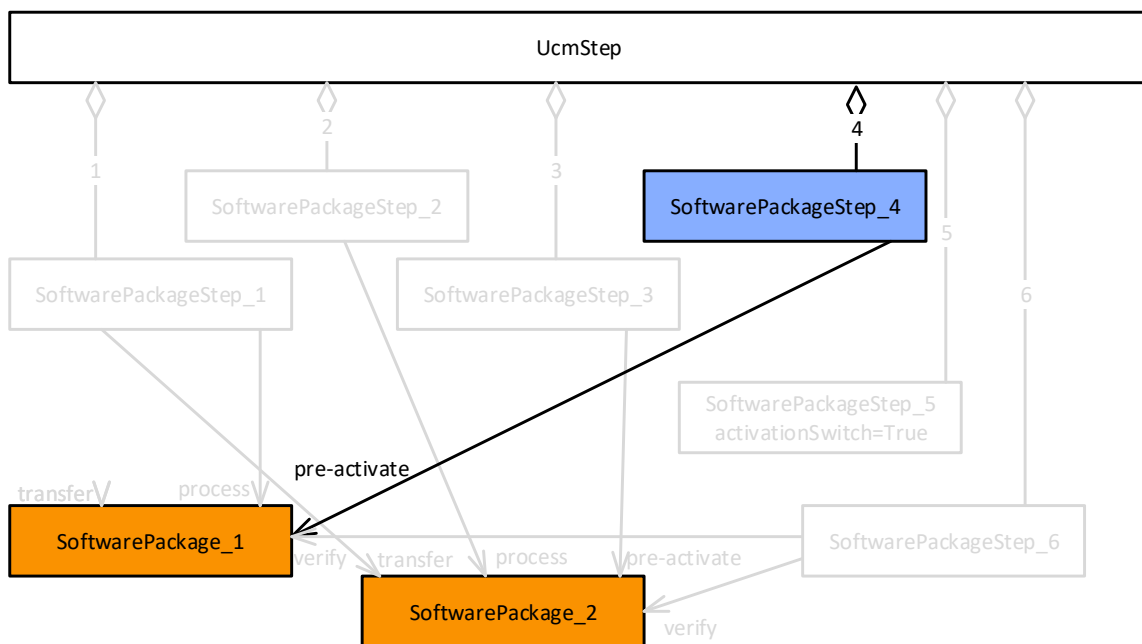 UcmStep
1
2
3
4
5
6
SoftwarePackageStep_2
SoftwarePackageStep_4
SoftwarePackageStep_1
SoftwarePackageStep_3
SoftwarePackageStep_5
activationSwitch=True
pre-activate
transfer
process
SoftwarePackage_1
SoftwarePackageStep_6
verify
transfer
process
pre-activate
SoftwarePackage_2
verify